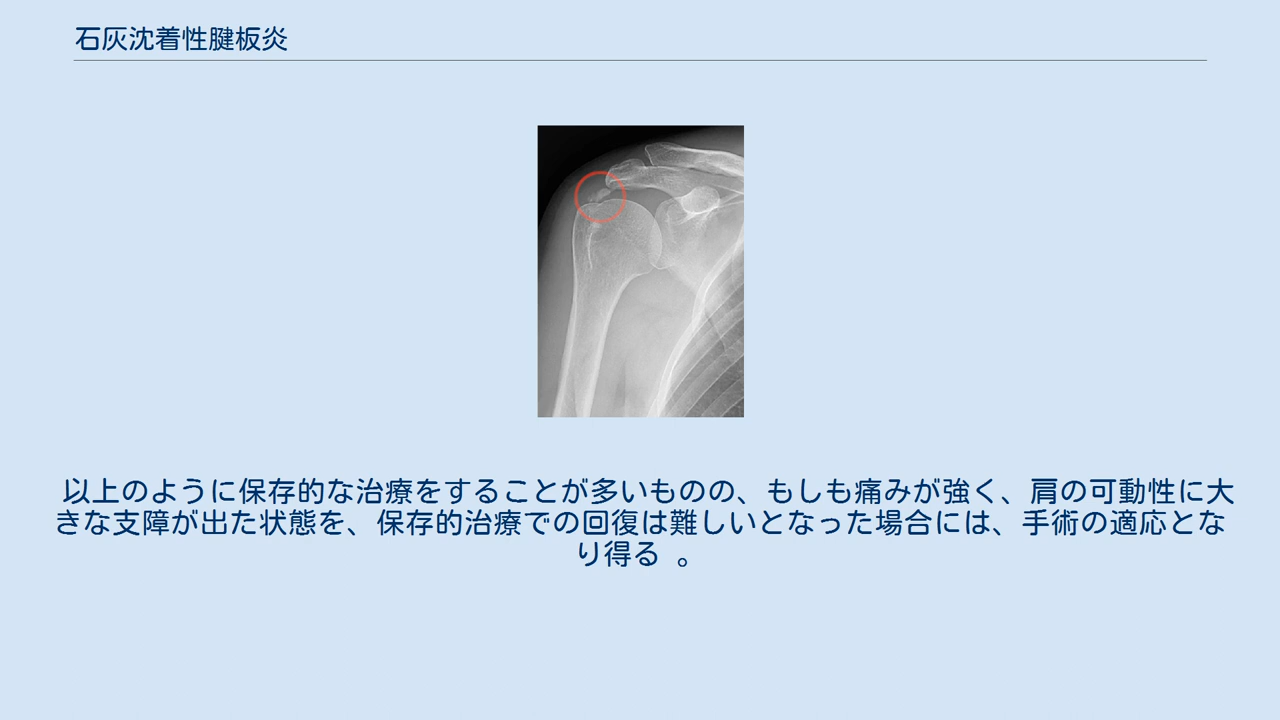 石灰沈着性腱板炎
以上のように保存的な治療をすることが多いものの、もしも痛みが強く、肩の可動性に大
きな支障が出た状態を、保存的治療での回復は難しいとなった場合には、手術の適応とな
り得る 。